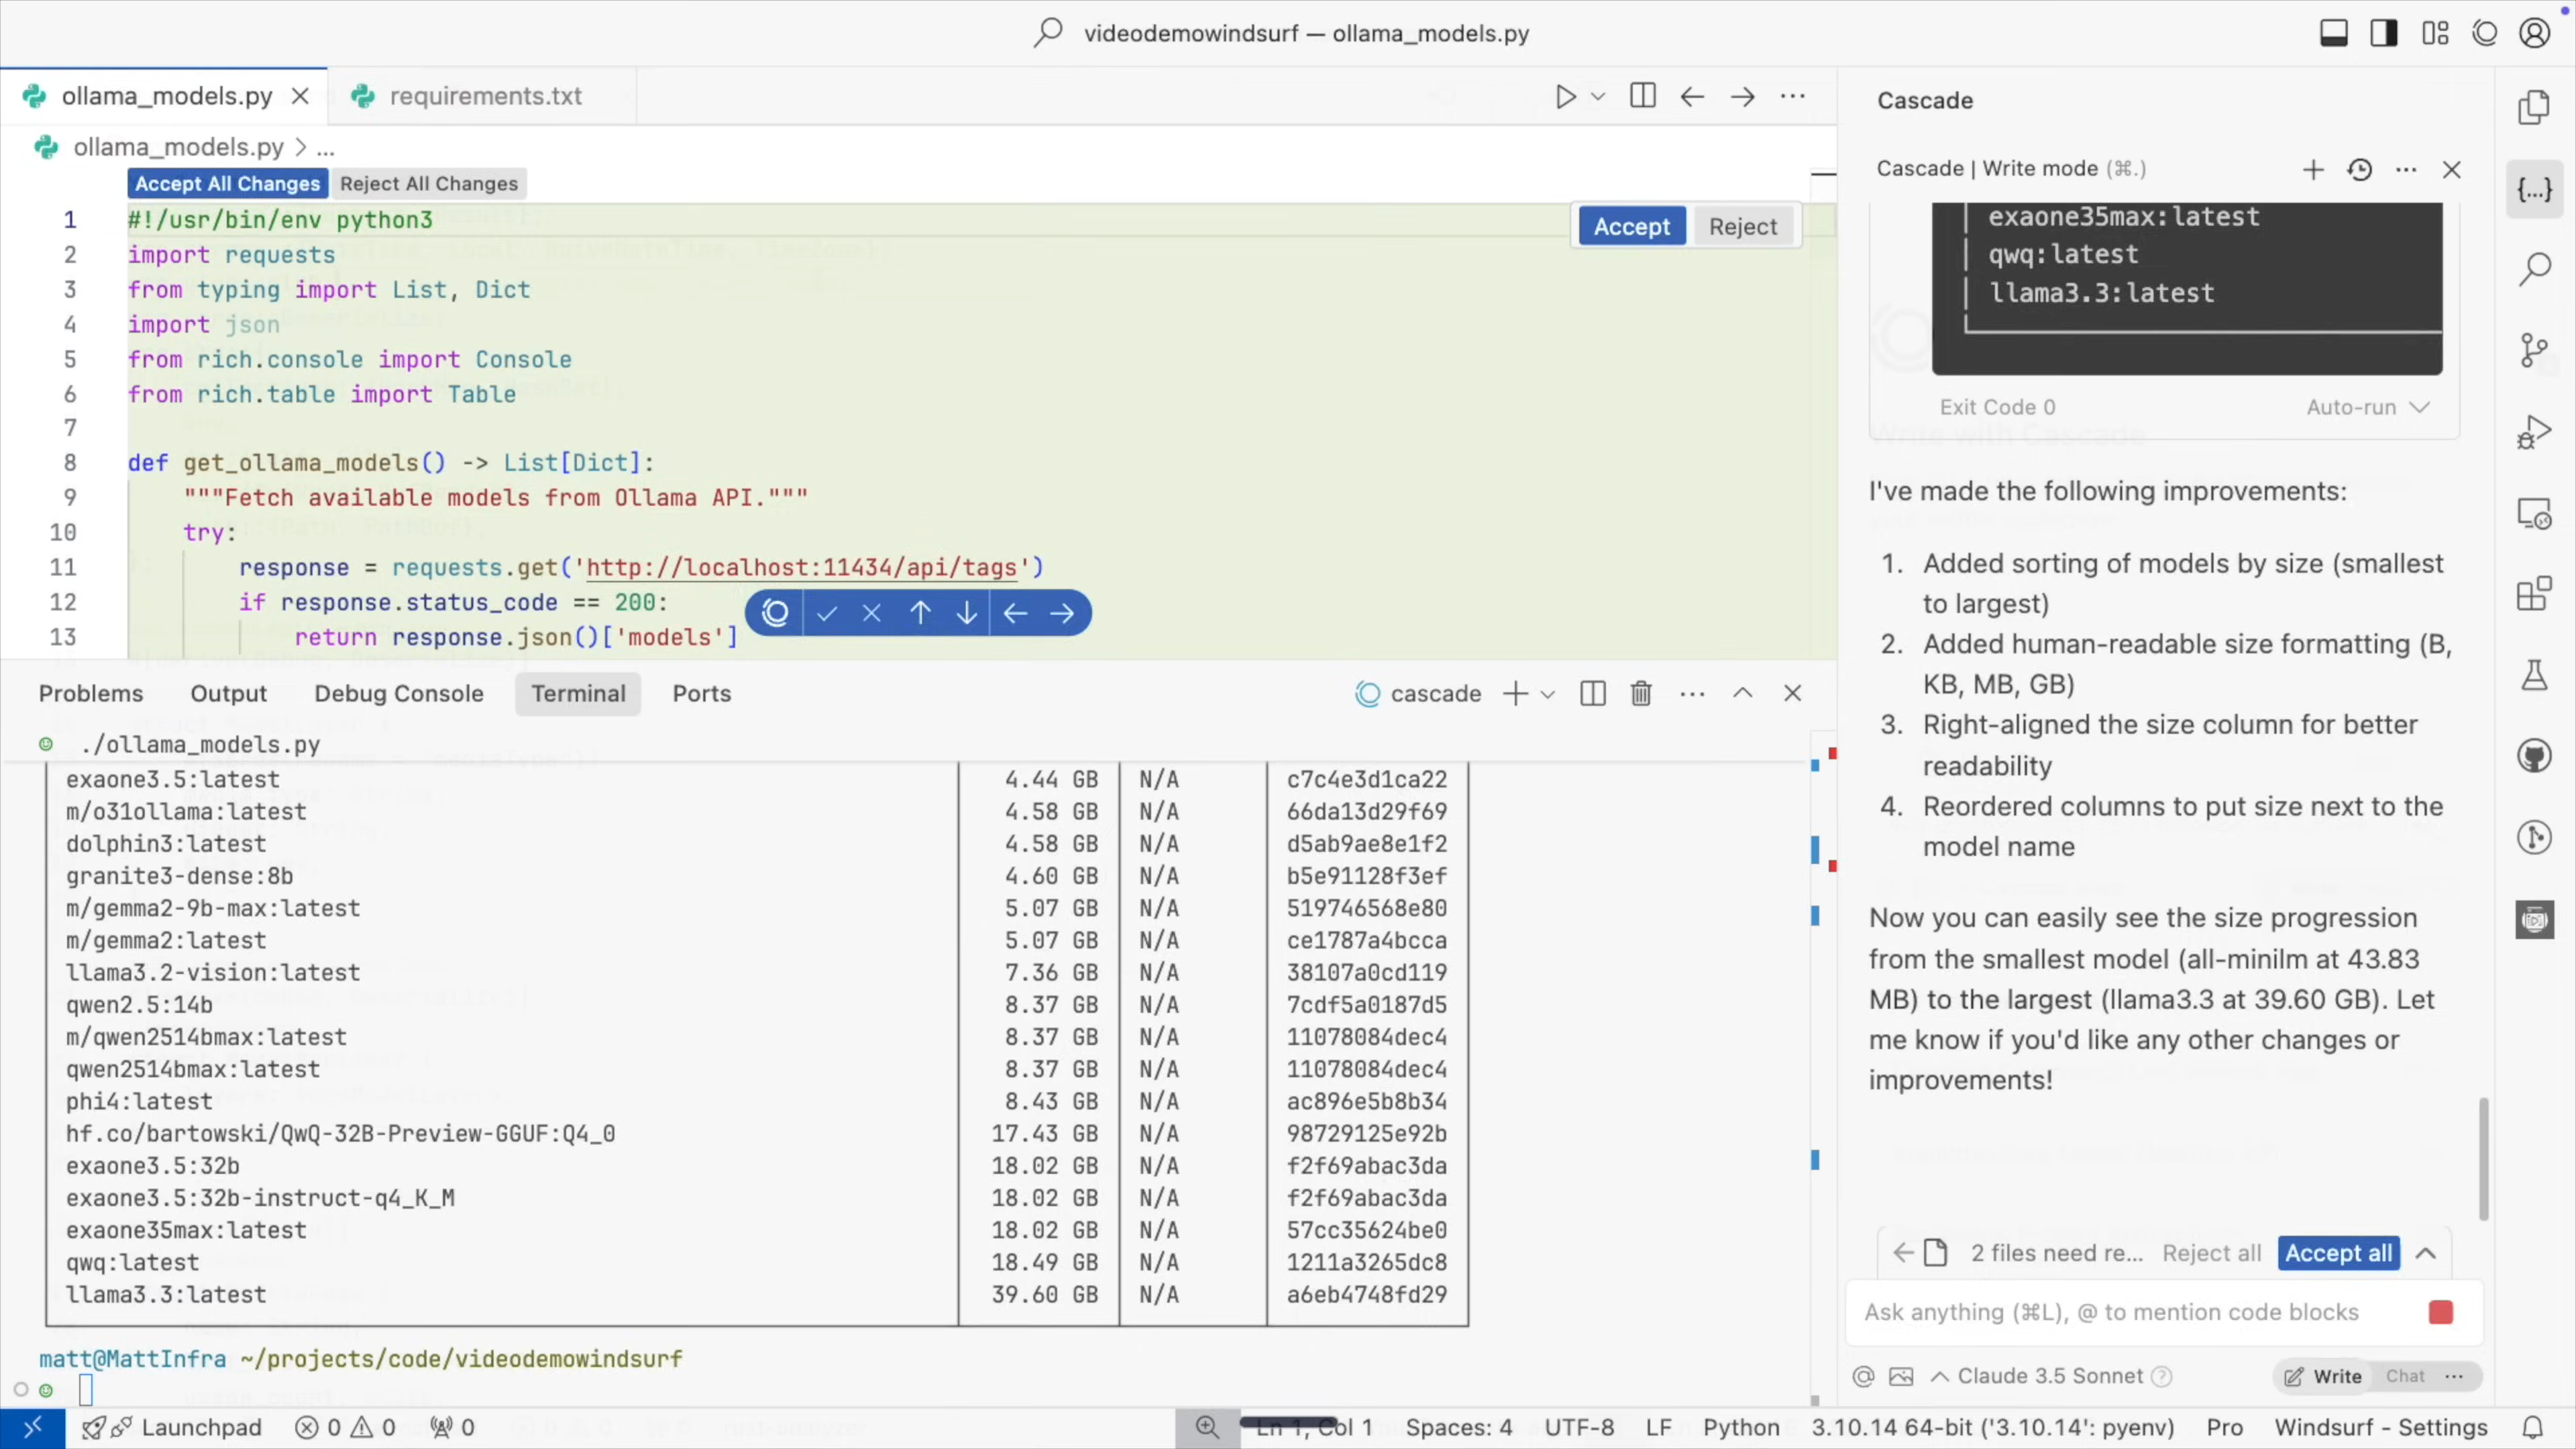 videodemowindsurf — ollama_models.py
ollama_models.py
requirements.txt
ollama_models.py > ...
Accept All Changes
Reject All Changes
Accept
Reject
1 #!/usr/bin/env python3
2 import requests
3 from typing import List, Dict
4 import json
5 from rich.console import Console
6 from rich.table import Table
7
8 def get_ollama_models() -> List[Dict]:
9 """Fetch available models from Ollama API."""
10 try:
11 response = requests.get('http://localhost:11434/api/tags')
12 if response.status_code == 200:
13 return response.json()['models']
Problems Output Debug Console Terminal Ports
cascade
./ollama_models.py
exaone3.5:latest 4.44 GB N/A c7c4e3d1ca22
m/o31ollama:latest 4.58 GB N/A 66da13d29f69
dolphin3:latest 4.58 GB N/A d5ab9ae8e1f2
granite3-dense:8b 4.60 GB N/A b5e91128f3ef
m/gemma2-9b-max:latest 5.07 GB N/A 519746568e80
m/gemma2:latest 5.07 GB N/A ce1787a4bcca
llama3.2-vision:latest 7.36 GB N/A 38107a0cd119
qwen2.5:14b 8.37 GB N/A 7cdf5a0187d5
m/qwen2514bmax:latest 8.37 GB N/A 11078084dec4
qwen2514bmax:latest 8.37 GB N/A 11078084dec4
phi4:latest 8.43 GB N/A ac896e5b8b34
hf.co/bartowski/QwQ-32B-Preview-GGUF:Q4_0 17.43 GB N/A 98729125e92b
exaone3.5:32b 18.02 GB N/A f2f69abac3da
exaone3.5:32b-instruct-q4_K_M 18.02 GB N/A f2f69abac3da
exaone35max:latest 18.02 GB N/A 57cc35624be0
qwq:latest 18.49 GB N/A 1211a3265dc8
llama3.3:latest 39.60 GB N/A a6eb4748fd29
matt@MattInfra ~/projects/code/videodemowindsurf
Cascade
Cascade | Write mode (⌘.)
exaone35max:latest
qwq:latest
llama3.3:latest
Exit Code 0
Auto-run
Write with Cascade
I've made the following improvements:
1. Added sorting of models by size (smallest
to largest)
2. Added human-readable size formatting (B,
KB, MB, GB)
3. Right-aligned the size column for better
readability
4. Reordered columns to put size next to the
model name
Now you can easily see the size progression
from the smallest model (all-minilm at 43.83
MB) to the largest (llama3.3 at 39.60 GB). Let
me know if you'd like any other changes or
improvements!
2 files need re... Reject all Accept all
Ask anything (⌘L), @ to mention code blocks
Claude 3.5 Sonnet
Write Chat
Launchpad 0 0 0
Ln 1, Col 1 Spaces: 4 UTF-8 LF Python 3.10.14 64-bit ('3.10.14': pyenv) Pro Windsurf - Settings